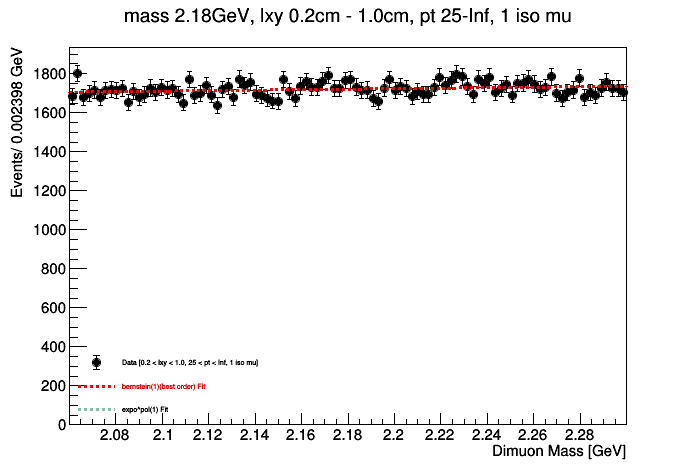 mass 2.18GeV, lxy 0.2cm - 1.0cm, pt 25-Inf, 1 iso mu
Events/ 0.002398 GeV
1800
1600
1400
1200
1000
800
600
400
200
0
Data [0.2 < lxy < 1.0, 25 < pt < Inf, 1 iso mu]
bernstain(1)(best order) Fit
expo*pol(1) Fit
2.08 2.1 2.12 2.14 2.16 2.18 2.2 2.22 2.24 2.26 2.28
Dimuon Mass [GeV]